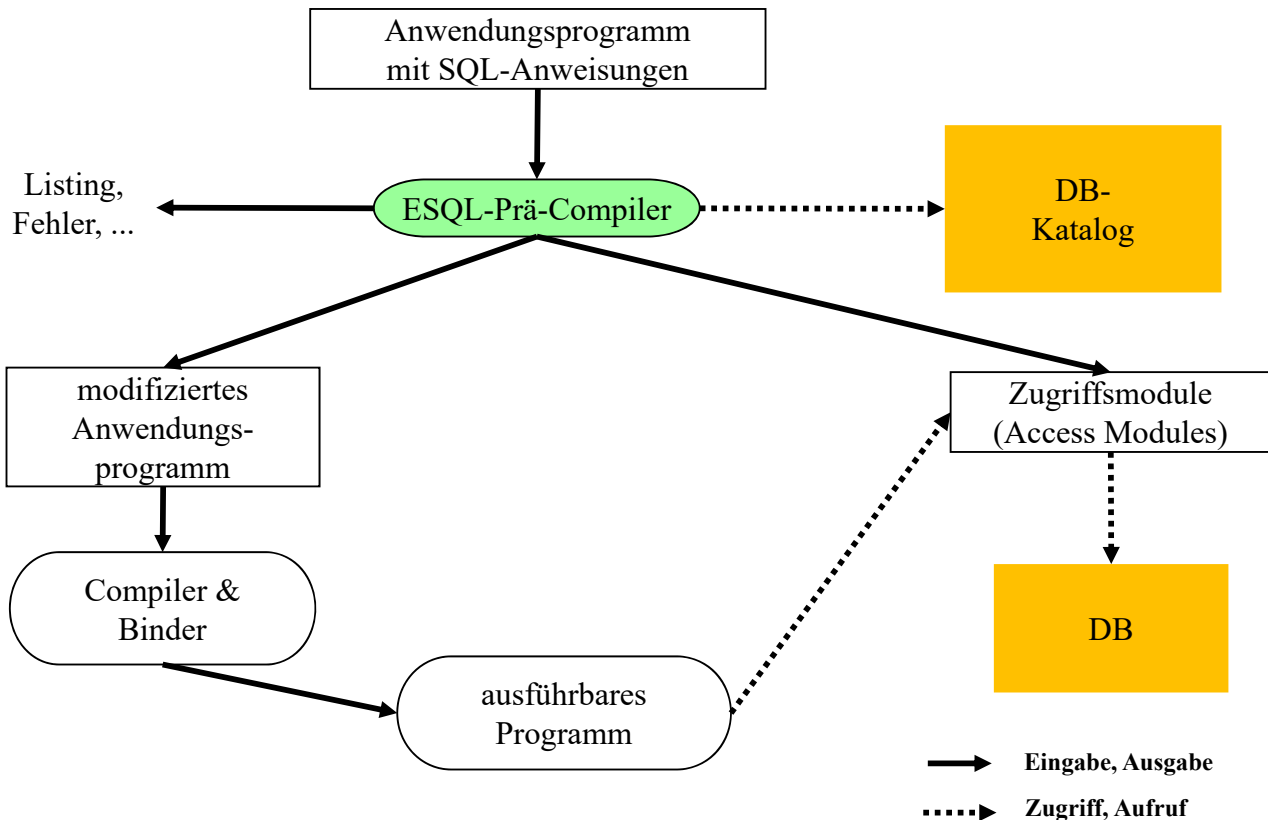 Anwendungsprogramm
mit SQL-Anweisungen
Listing,
Fehler, ...
ESQL-Prä-Compiler
DB-
Katalog
modifiziertes
Anwendungs-
programm
Zugriffsmodule
(Access Modules)
Compiler &
Binder
DB
ausführbares
Programm
Eingabe, Ausgabe
Zugriff, Aufruf